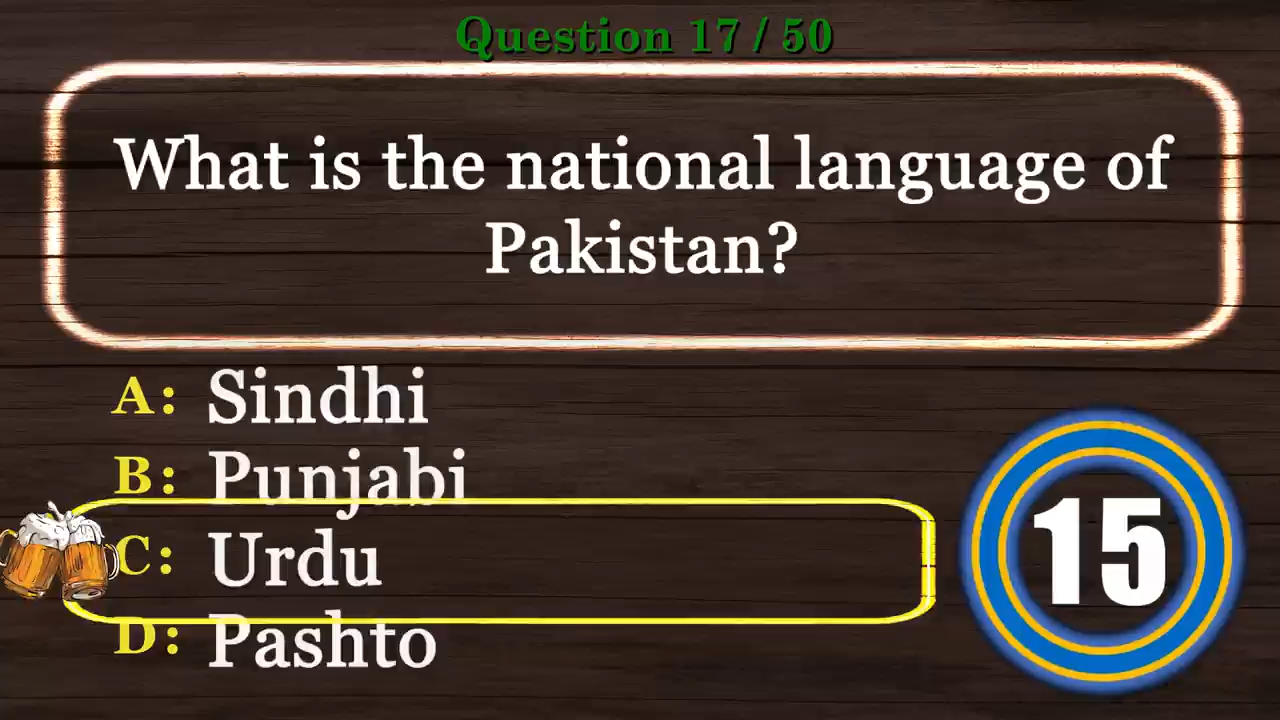 Question 17 / 50
What is the national language of
Pakistan?
A: Sindhi
B: Punjabi
C: Urdu
D: Pashto
15